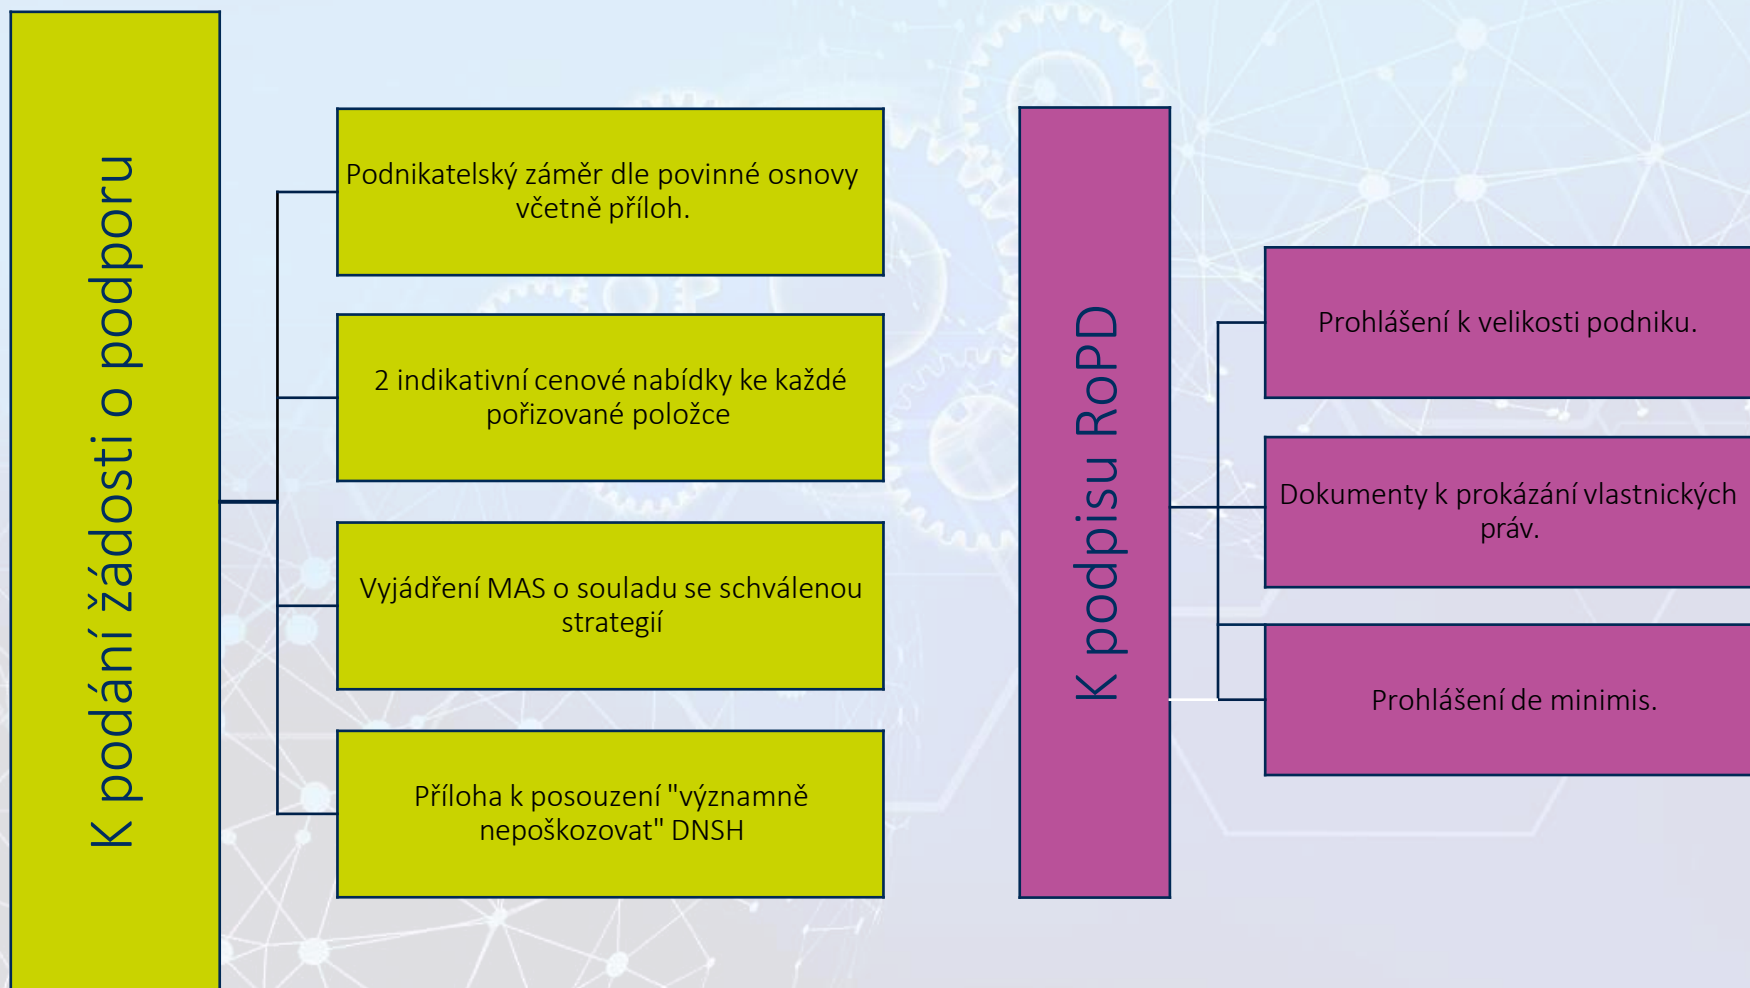 K podání žádosti o podporu
Podnikatelský záměr dle povinné osnovy
včetně příloh.
2 indikativní cenové nabídky ke každé
pořizované položce
Vyjádření MAS o souladu se schválenou
strategií
Příloha k posouzení "významně
nepoškozovat" DNSH
K podpisu RoPD
Prohlášení k velikosti podniku.
Dokumenty k prokázání vlastnických
práv.
Prohlášení de minimis.